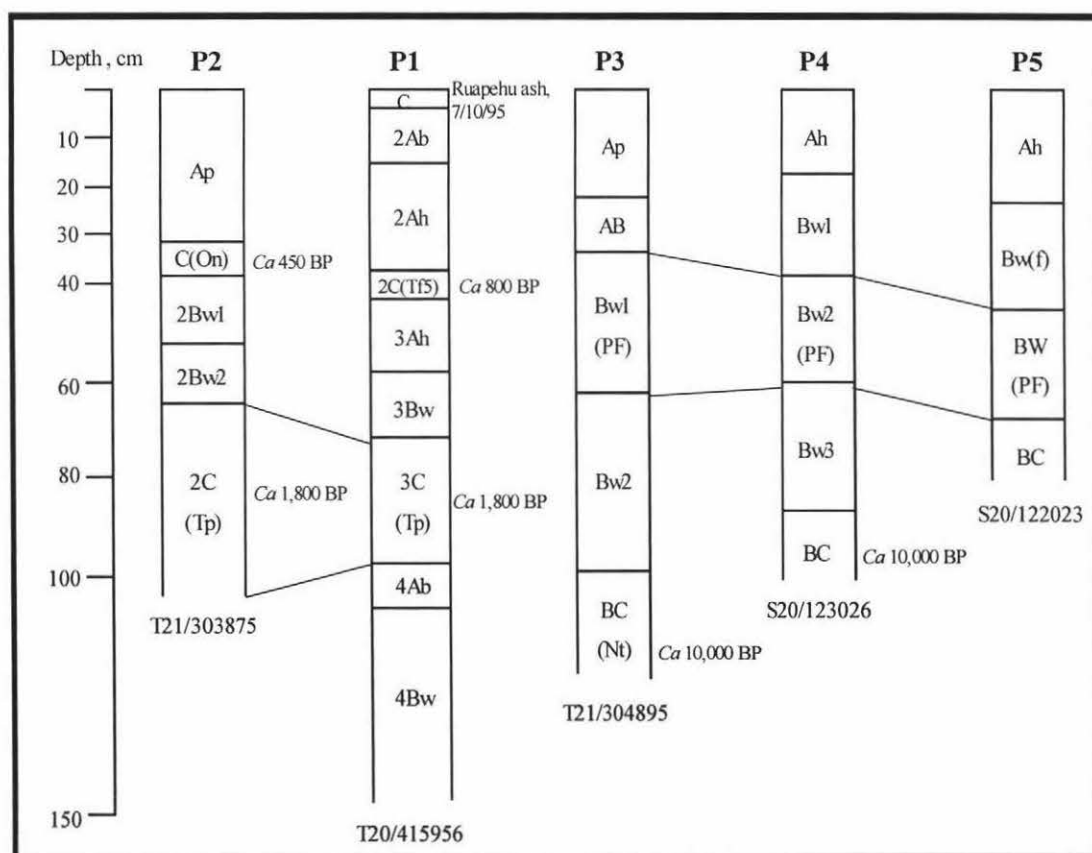 Depth , cm
10
20
30
40
60
80
100
150
P2
Ap
C(On)
Ca 450 BP
2Bw1
2Bw2
2C
(Tp)
Ca 1,800 BP
T21/303875
P1
C
Ruapehu ash,
7/10/95
2Ab
2Ah
2C(Tf5)
Ca 800 BP
3Ah
3Bw
3C
(Tp)
Ca 1,800 BP
4Ab
4Bw
T20/415956
P3
Ap
AB
Bw1
(PF)
Bw2
BC
(Nt)
Ca 10,000 BP
T21/304895
P4
Ah
Bw1
Bw2
(PF)
Bw3
BC
Ca 10,000 BP
S20/123026
P5
Ah
Bw(f)
BW
(PF)
BC
S20/122023